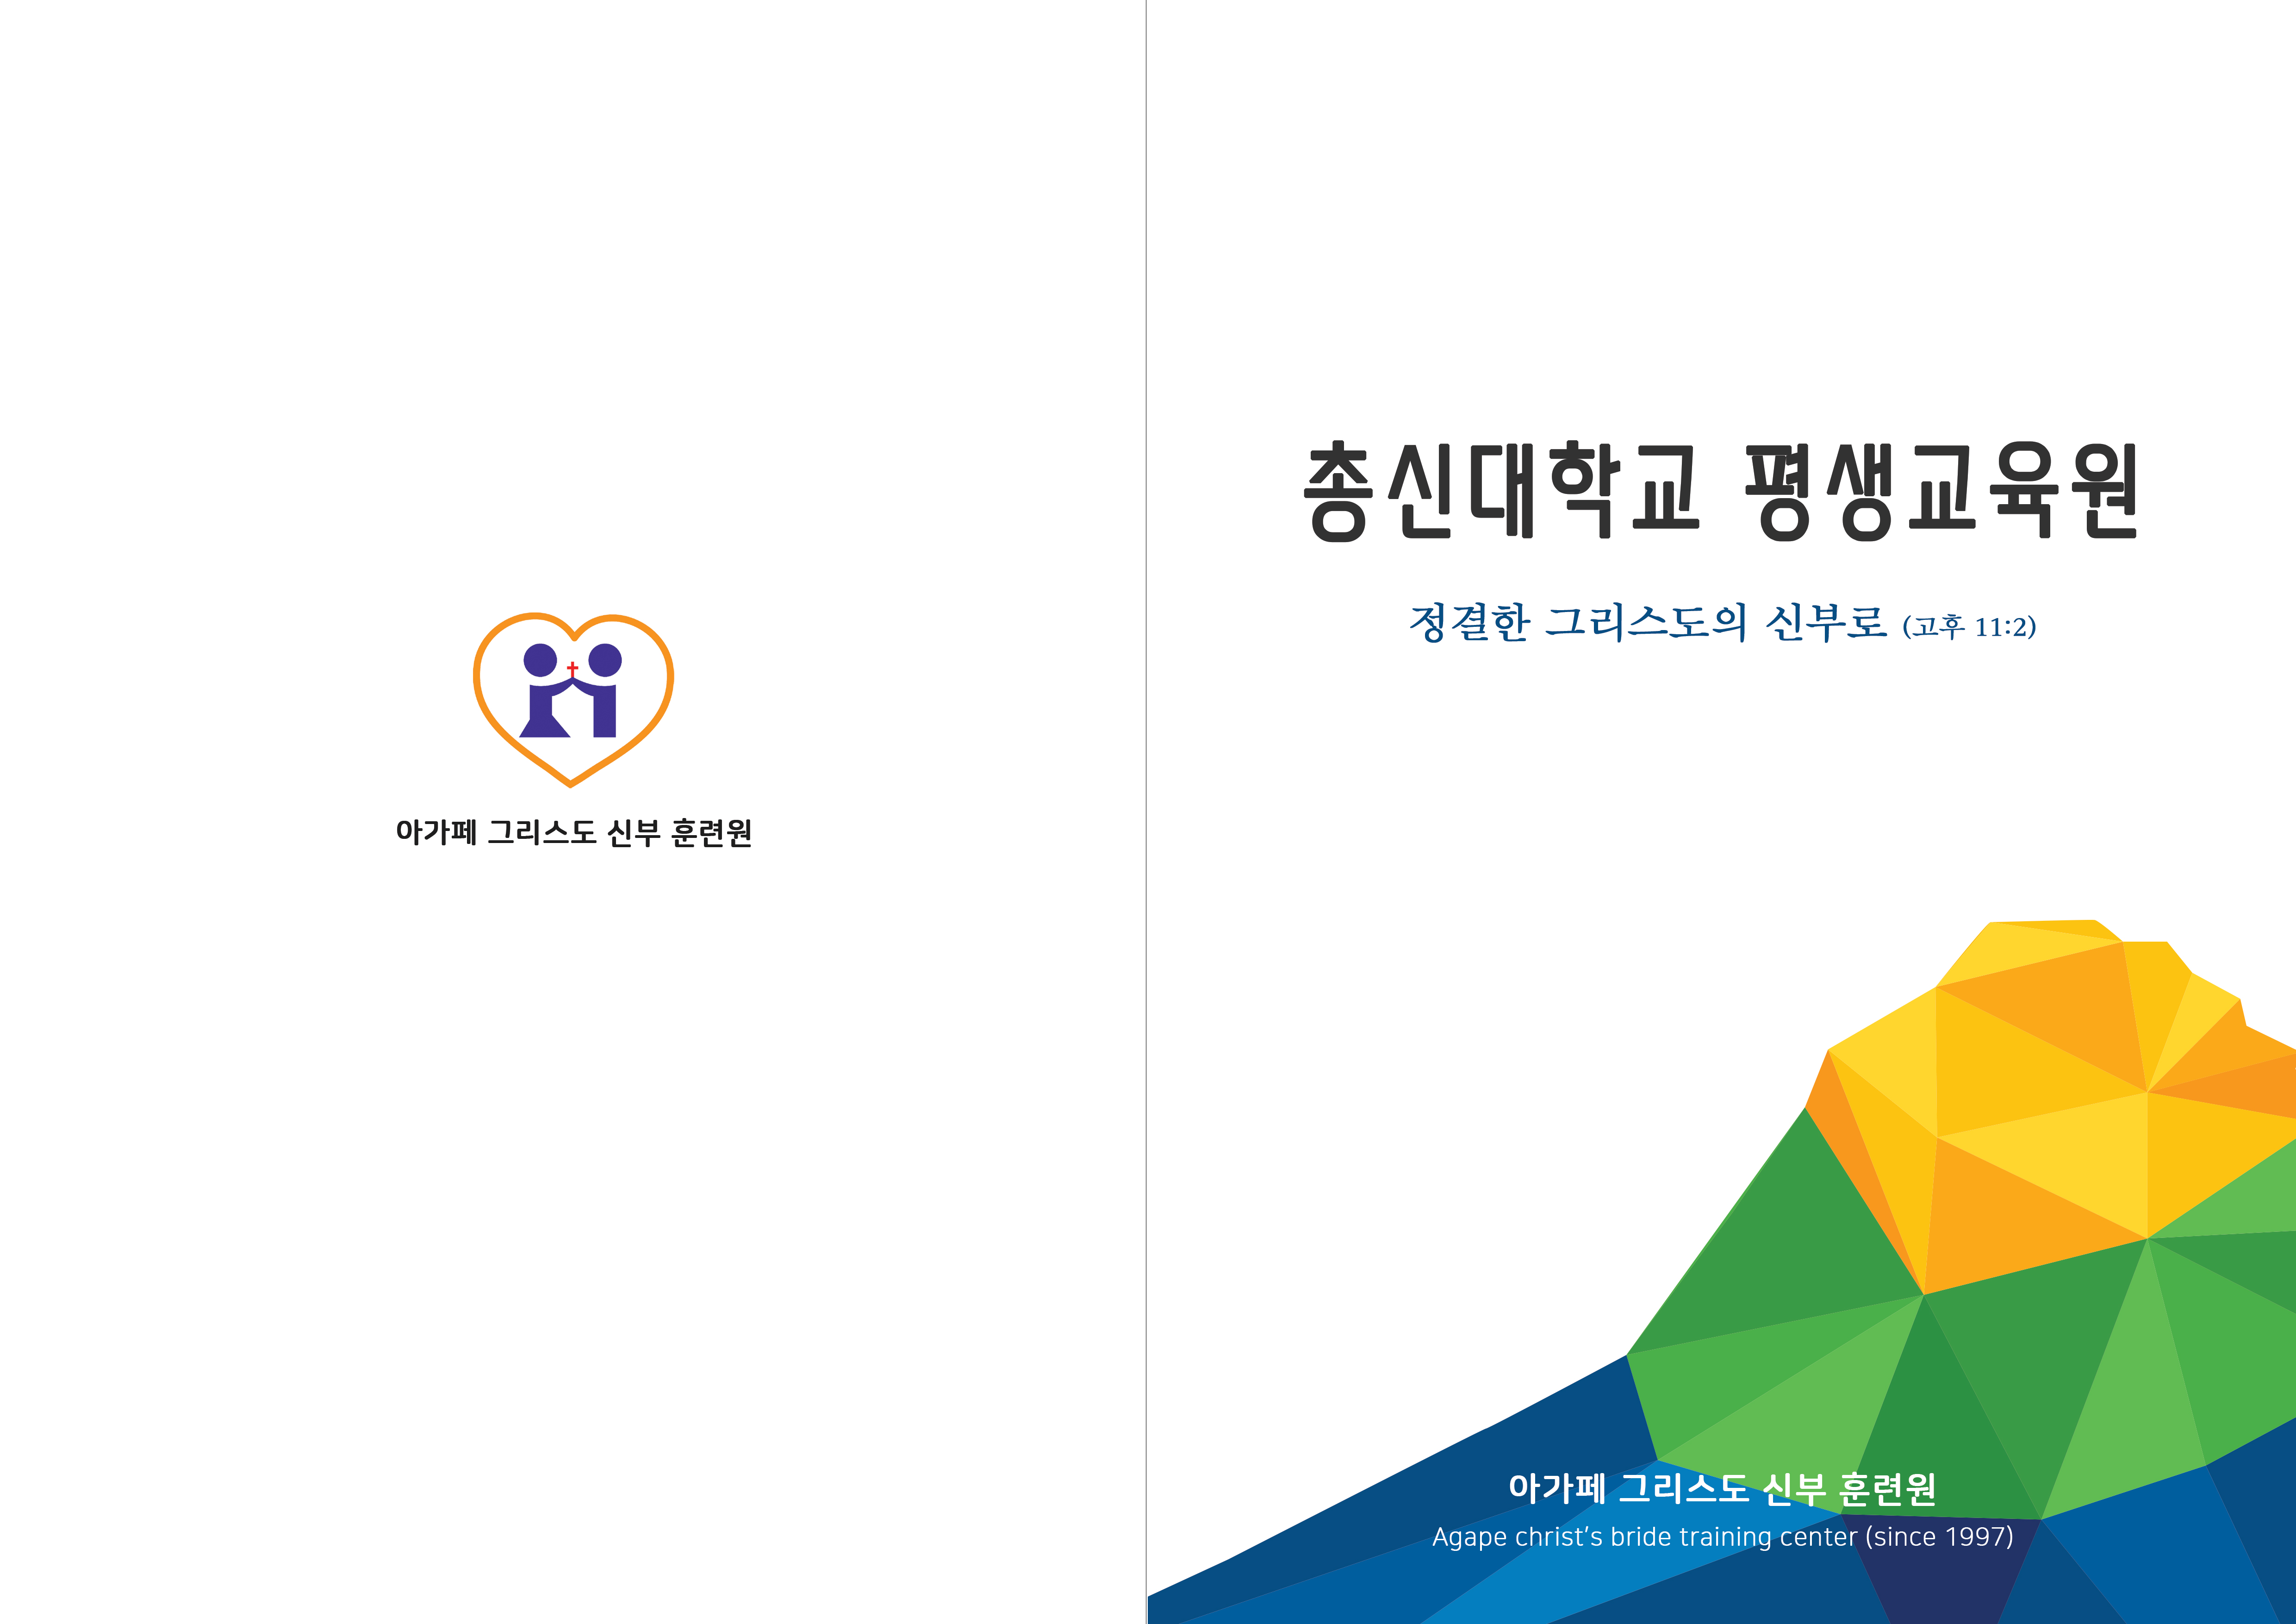 아가페 그리스도 신부 훈련원
총신대학교 평생교육원
정결한 그리스도의 신부로 (고후 11:2)
아가페 그리스도 신부 훈련원
Agape christ's bride training center (since 1997)